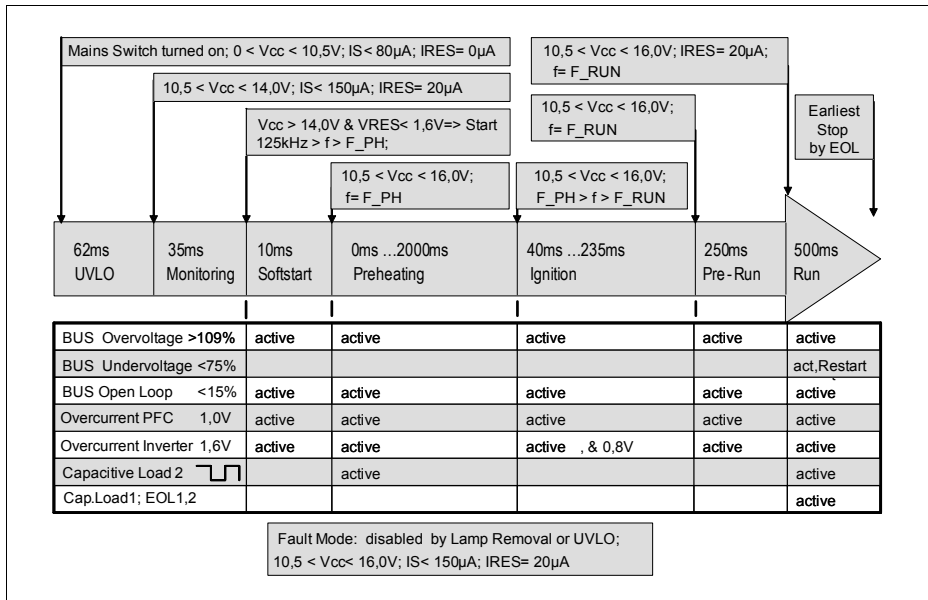 Mains Switch turned on; 0 < Vcc < 10,5V; IS< 80µA; IRES= 0µA
10,5 < Vcc < 14,0V; IS< 150µA; IRES= 20µA
Vcc > 14,0V & VRES< 1,6V=> Start
125kHz > f > F_PH;
10,5 < Vcc < 16,0V;
f= F_PH
10,5 < Vcc < 16,0V; IRES= 20µA;
f= F_RUN
10,5 < Vcc < 16,0V;
f= F_RUN
10,5 < Vcc < 16,0V;
F_PH > f > F_RUN
Earliest
Stop
by EOL
62ms
UVLO
35ms
Monitoring
10ms
Softstart
0ms ...2000ms
Preheating
40ms ...235ms
Ignition
250ms
Pre-Run
500ms
Run
BUS Overvoltage >109% active active active active active
BUS Undervoltage <75% act,Restart
BUS Open Loop <15% active active active active active
Overcurrent PFC 1,0V active active active active active
Overcurrent Inverter 1,6V active active active , & 0,8V active active
Capacitive Load 2 active active
Cap.Load1; EOL1,2 active
Fault Mode: disabled by Lamp Removal or UVLO;
10,5 < Vcc< 16,0V; IS< 150µA; IRES= 20µA